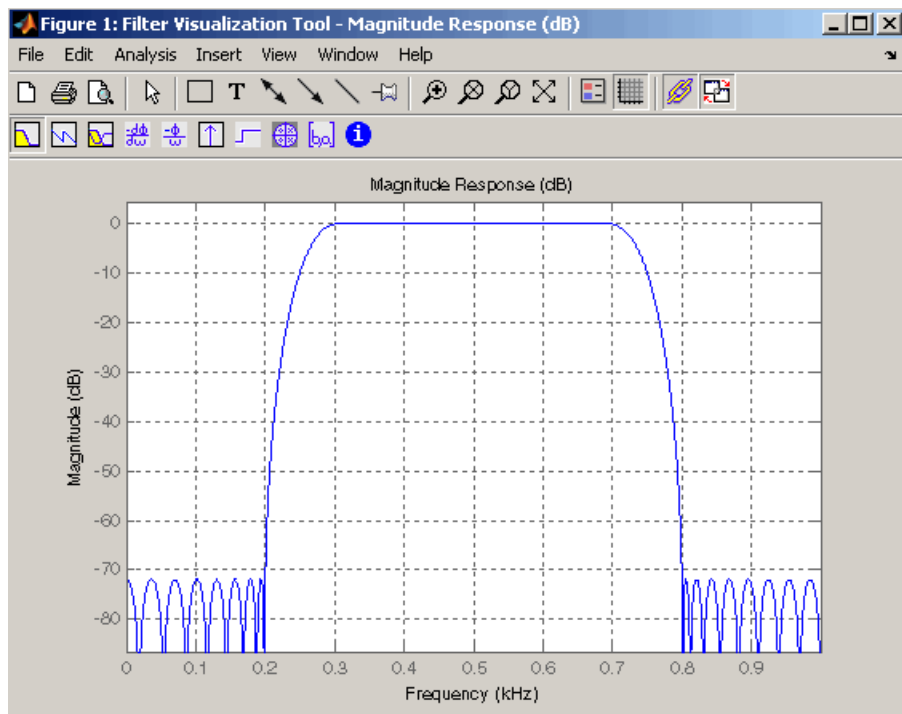 Figure 1: Filter Visualization Tool - Magnitude Response (dB)
File Edit Analysis Insert View Window Help
T
-dϕ
dω
-ϕ
ω
[b,a]
i
Magnitude Response (dB)
0
-10
-20
-30
-40
-50
-60
-70
-80
Magnitude (dB)
0 0.1 0.2 0.3 0.4 0.5 0.6 0.7 0.8 0.9
Frequency (kHz)